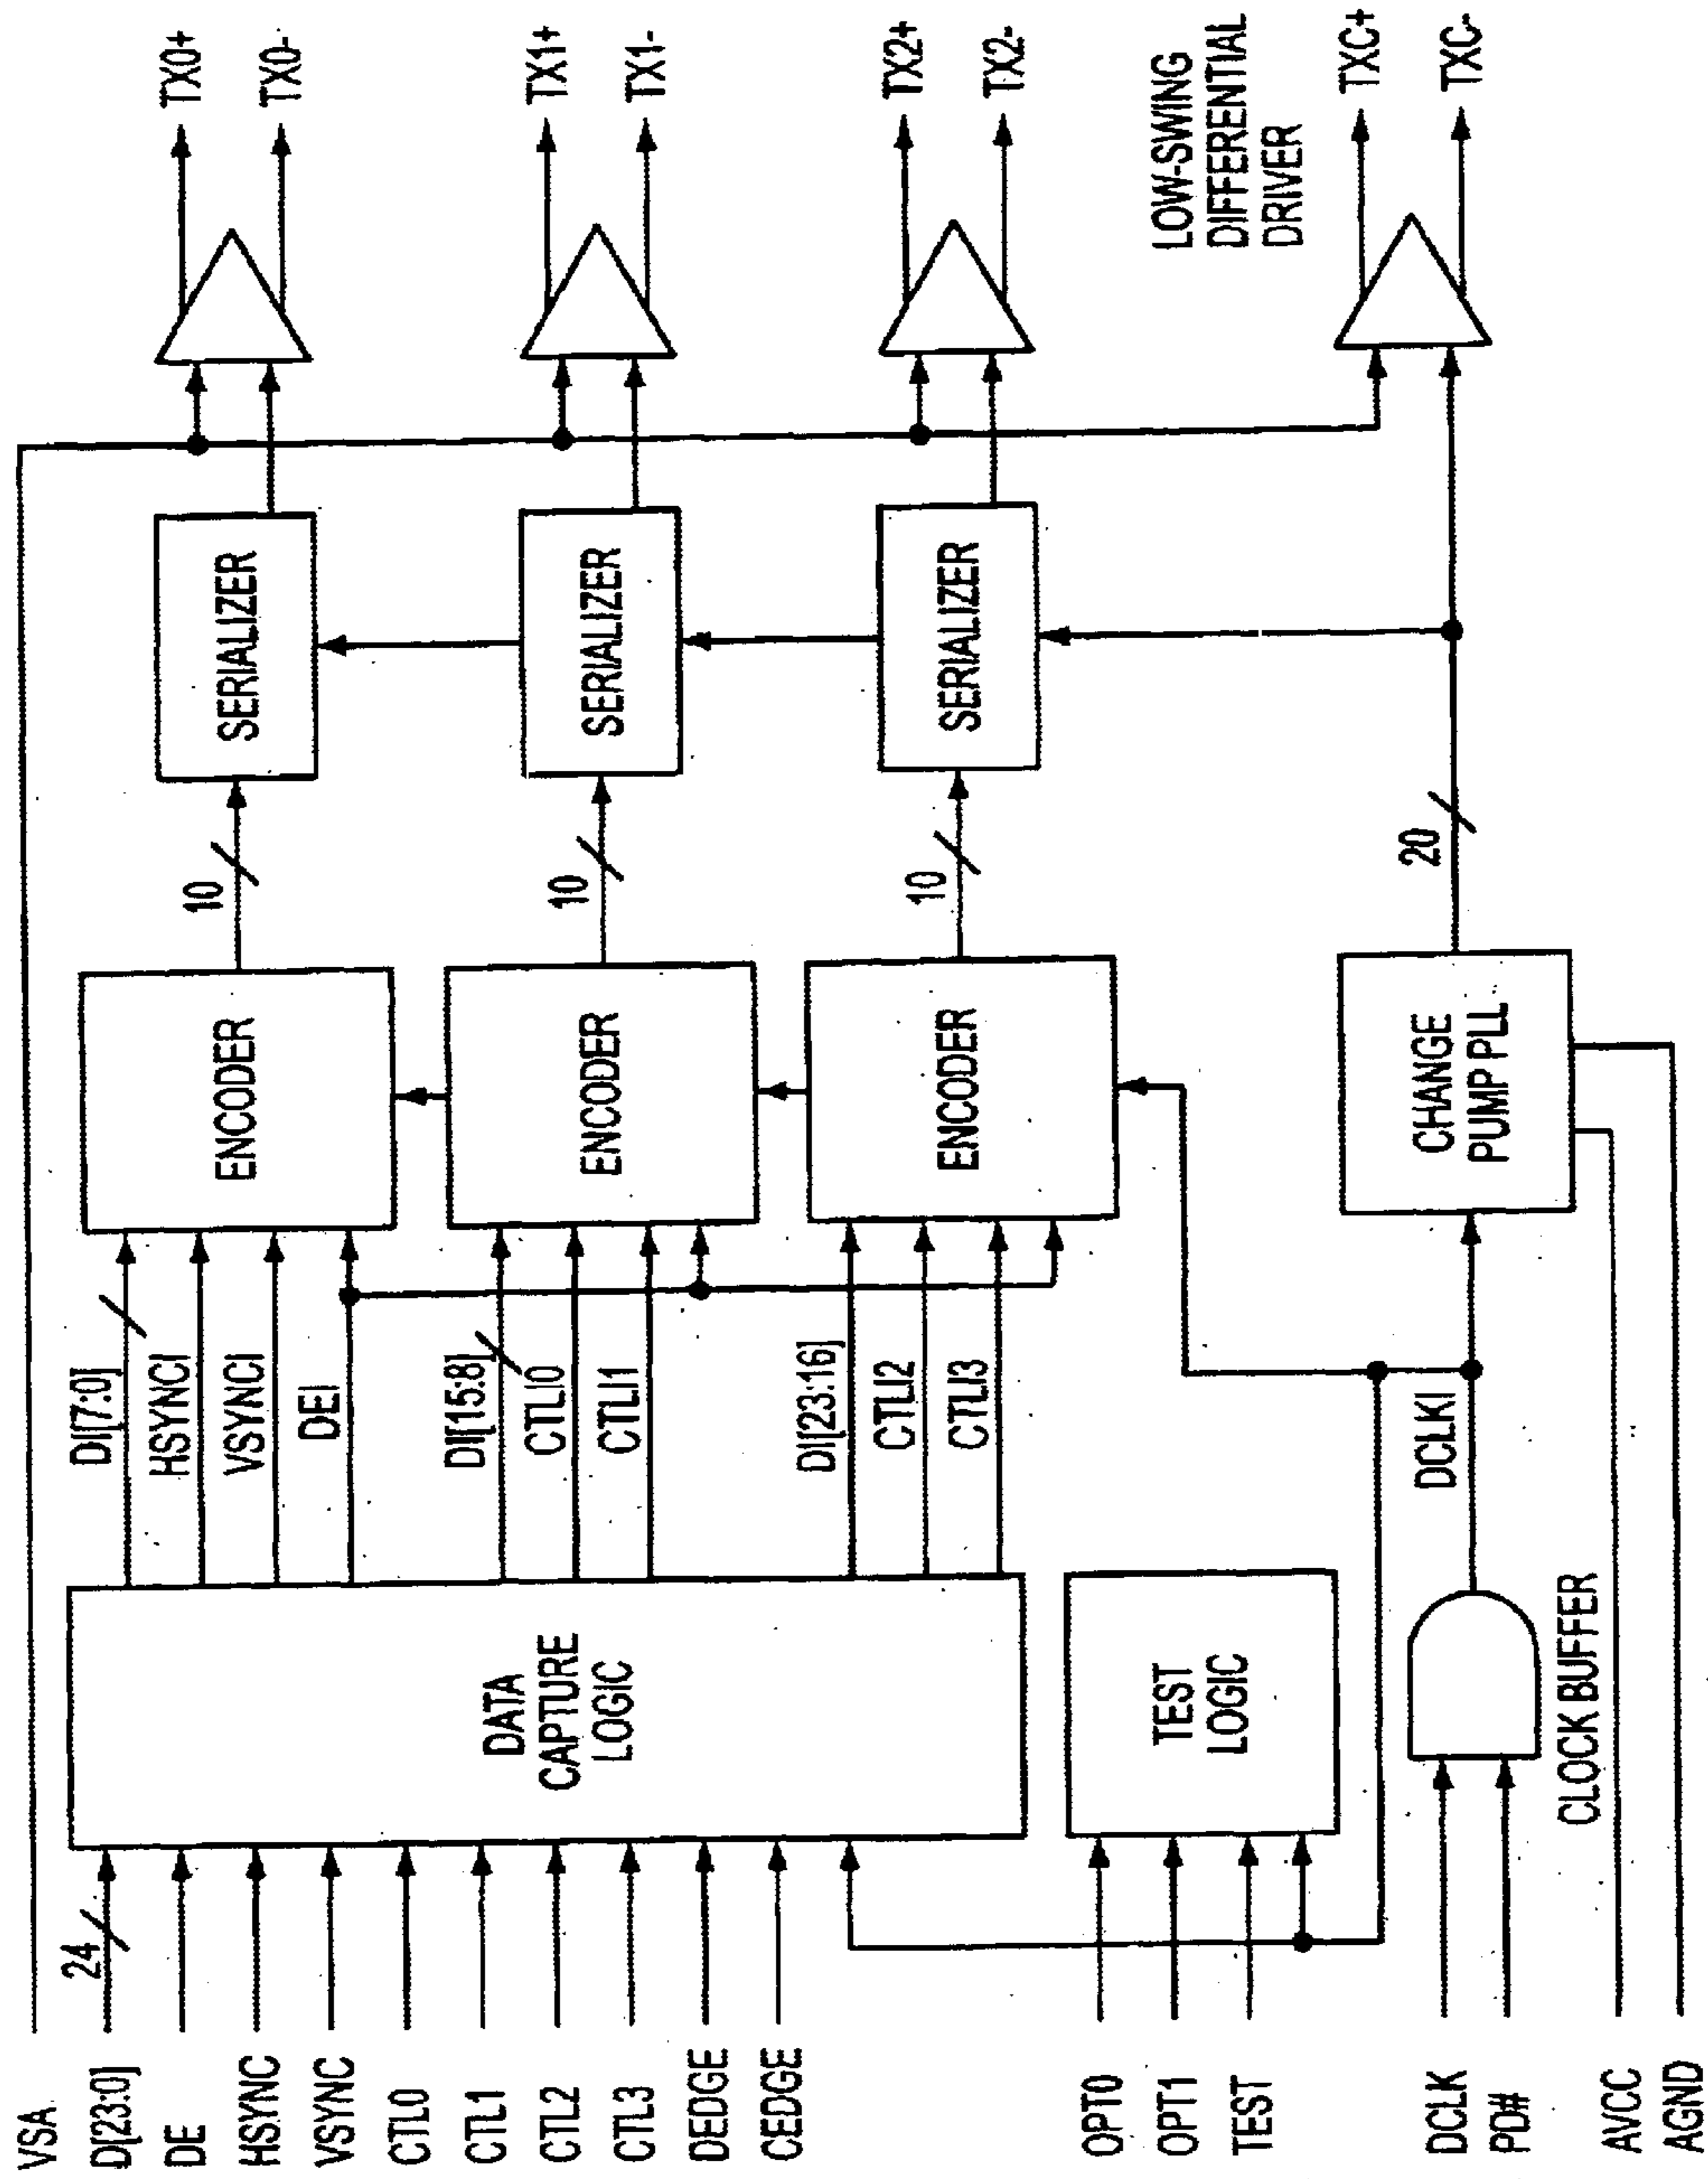 VSA
D[23:0]
DE
HSYNC
VSYNC
CTL0
CTL1
CTL2
CTL3
DEDGE
CEDGE
OPT0
OPT1
TEST
DCLK
PD#
AVCC
AGND
24
DATA
CAPTURE
LOGIC
TEST
LOGIC
CLOCK BUFFER
DI[7:0]
HSYNCI
VSYNCI
DEI
DI[15:8]
CTLI0
CTLI1
DI[23:16]
CTLI2
CTLI3
DCLKI
ENCODER
ENCODER
ENCODER
CHANGE
PUMP PLL
10
10
10
20
SERIALIZER
SERIALIZER
SERIALIZER
TX0+
TX0-
TX1+
TX1-
TX2+
TX2-
LOW-SWING
DIFFERENTIAL
DRIVER
TXC+
TXC-